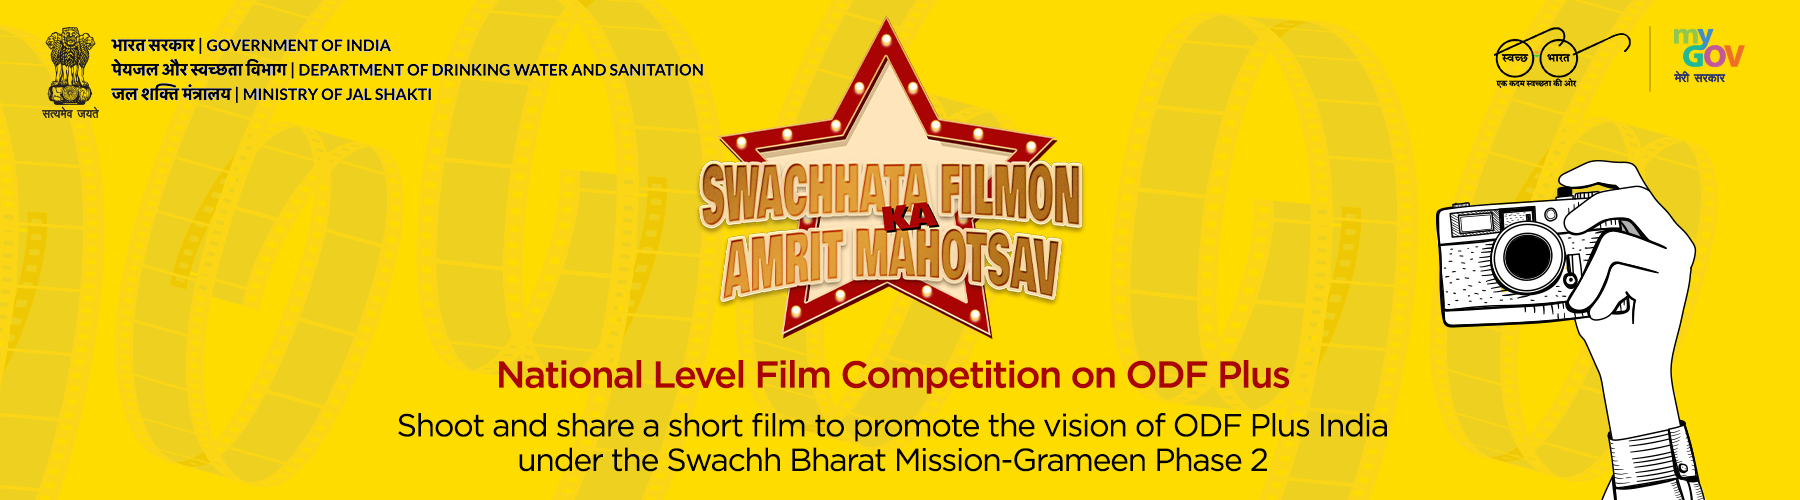 भारत सरकार | GOVERNMENT OF INDIA
पेयजल और स्वच्छता विभाग | DEPARTMENT OF DRINKING WATER AND SANITATION
जल शक्ति मंत्रालय | MINISTRY OF JAL SHAKTI
सत्यमेव जयते
स्वच्छ भारत
एक कदम स्वच्छता की ओर
my
GOV
मेरी सरकार
SWACHHATA FILMON
KA
AMRIT MAHOTSAV
National Level Film Competition on ODF Plus
Shoot and share a short film to promote the vision of ODF Plus India
under the Swachh Bharat Mission-Grameen Phase 2